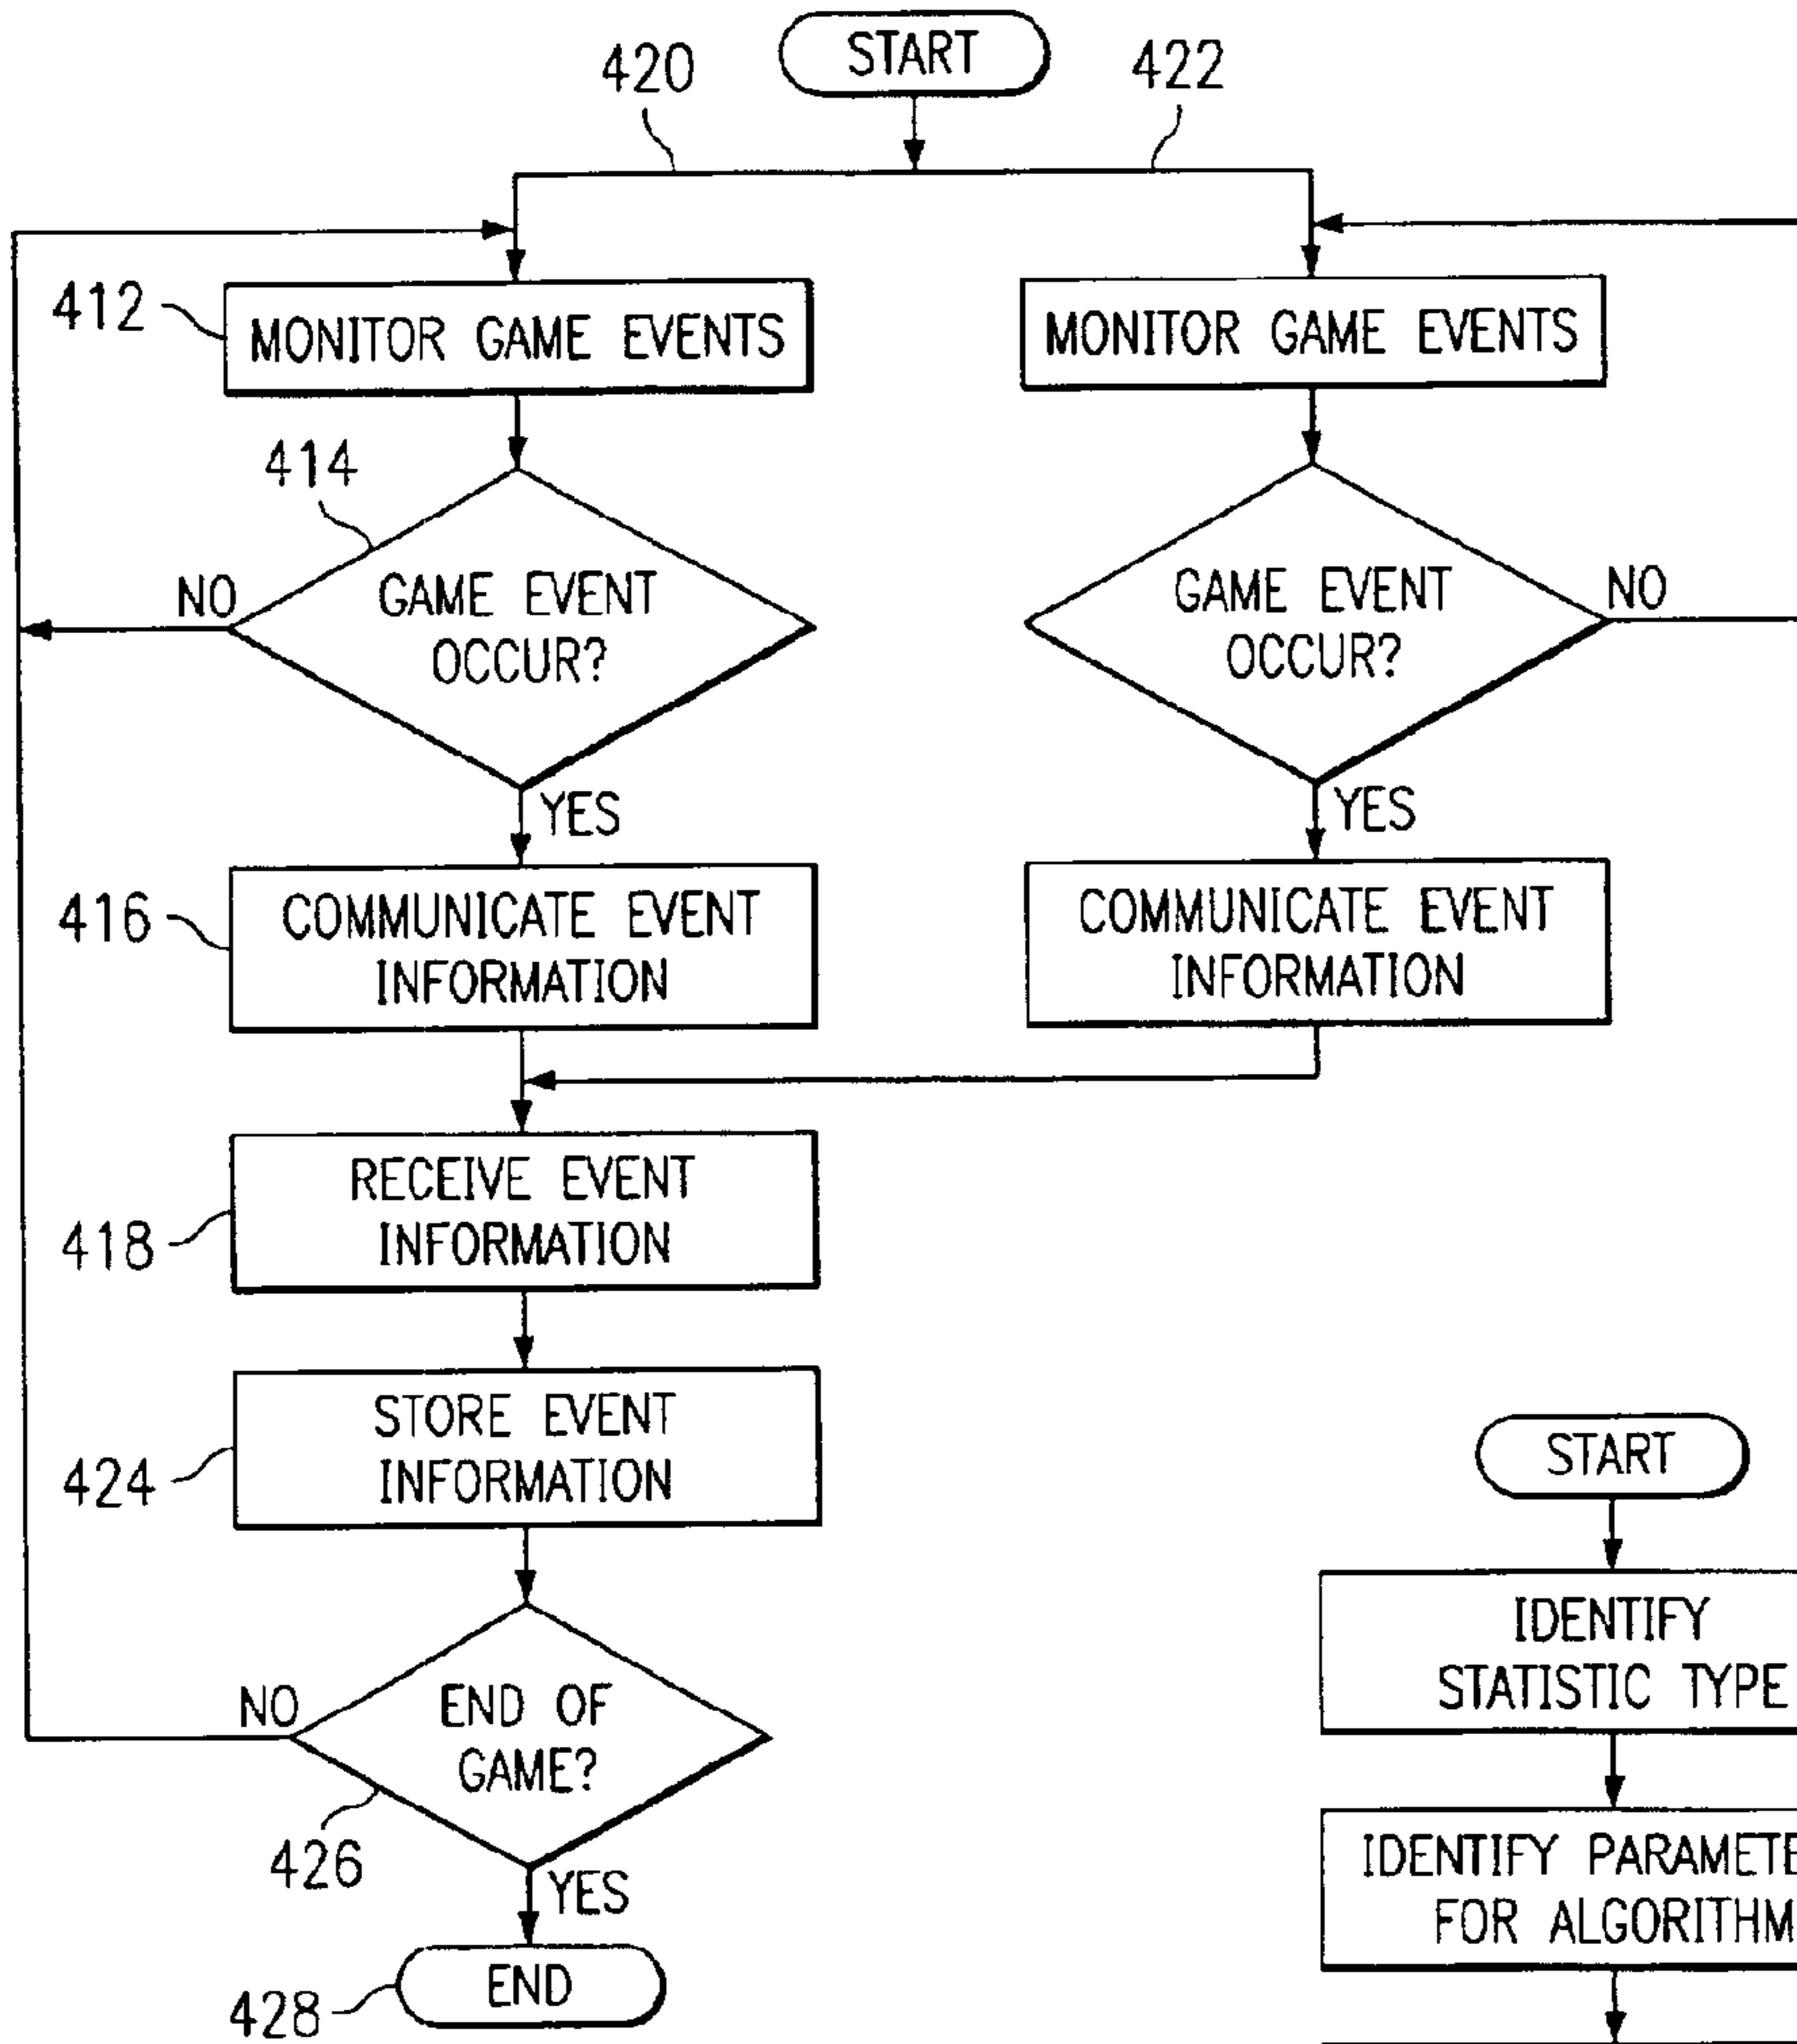 START
420
422
412
MONITOR GAME EVENTS
MONITOR GAME EVENTS
414
NO
GAME EVENT
OCCUR?
GAME EVENT
OCCUR?
NO
YES
YES
416
COMMUNICATE EVENT
INFORMATION
COMMUNICATE EVENT
INFORMATION
418
RECEIVE EVENT
INFORMATION
424
STORE EVENT
INFORMATION
NO
END OF
GAME?
426
YES
428
END
START
IDENTIFY
STATISTIC TYPE
IDENTIFY PARAMETE
FOR ALGORITHM